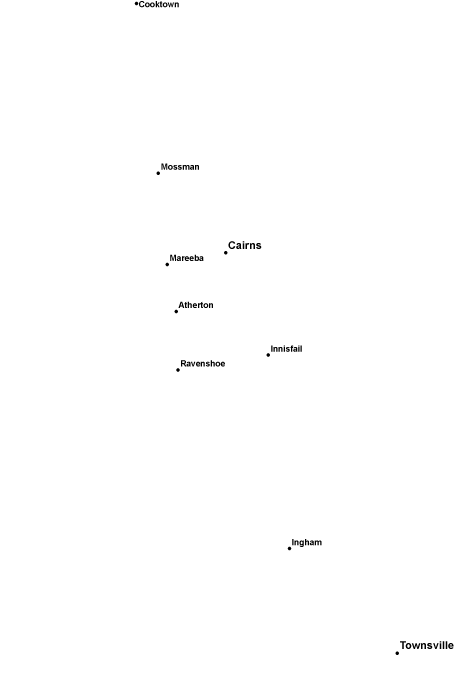 Cooktown
Mossman
Cairns
Mareeba
Atherton
Innisfail
Ravenshoe
Ingham
Townsville